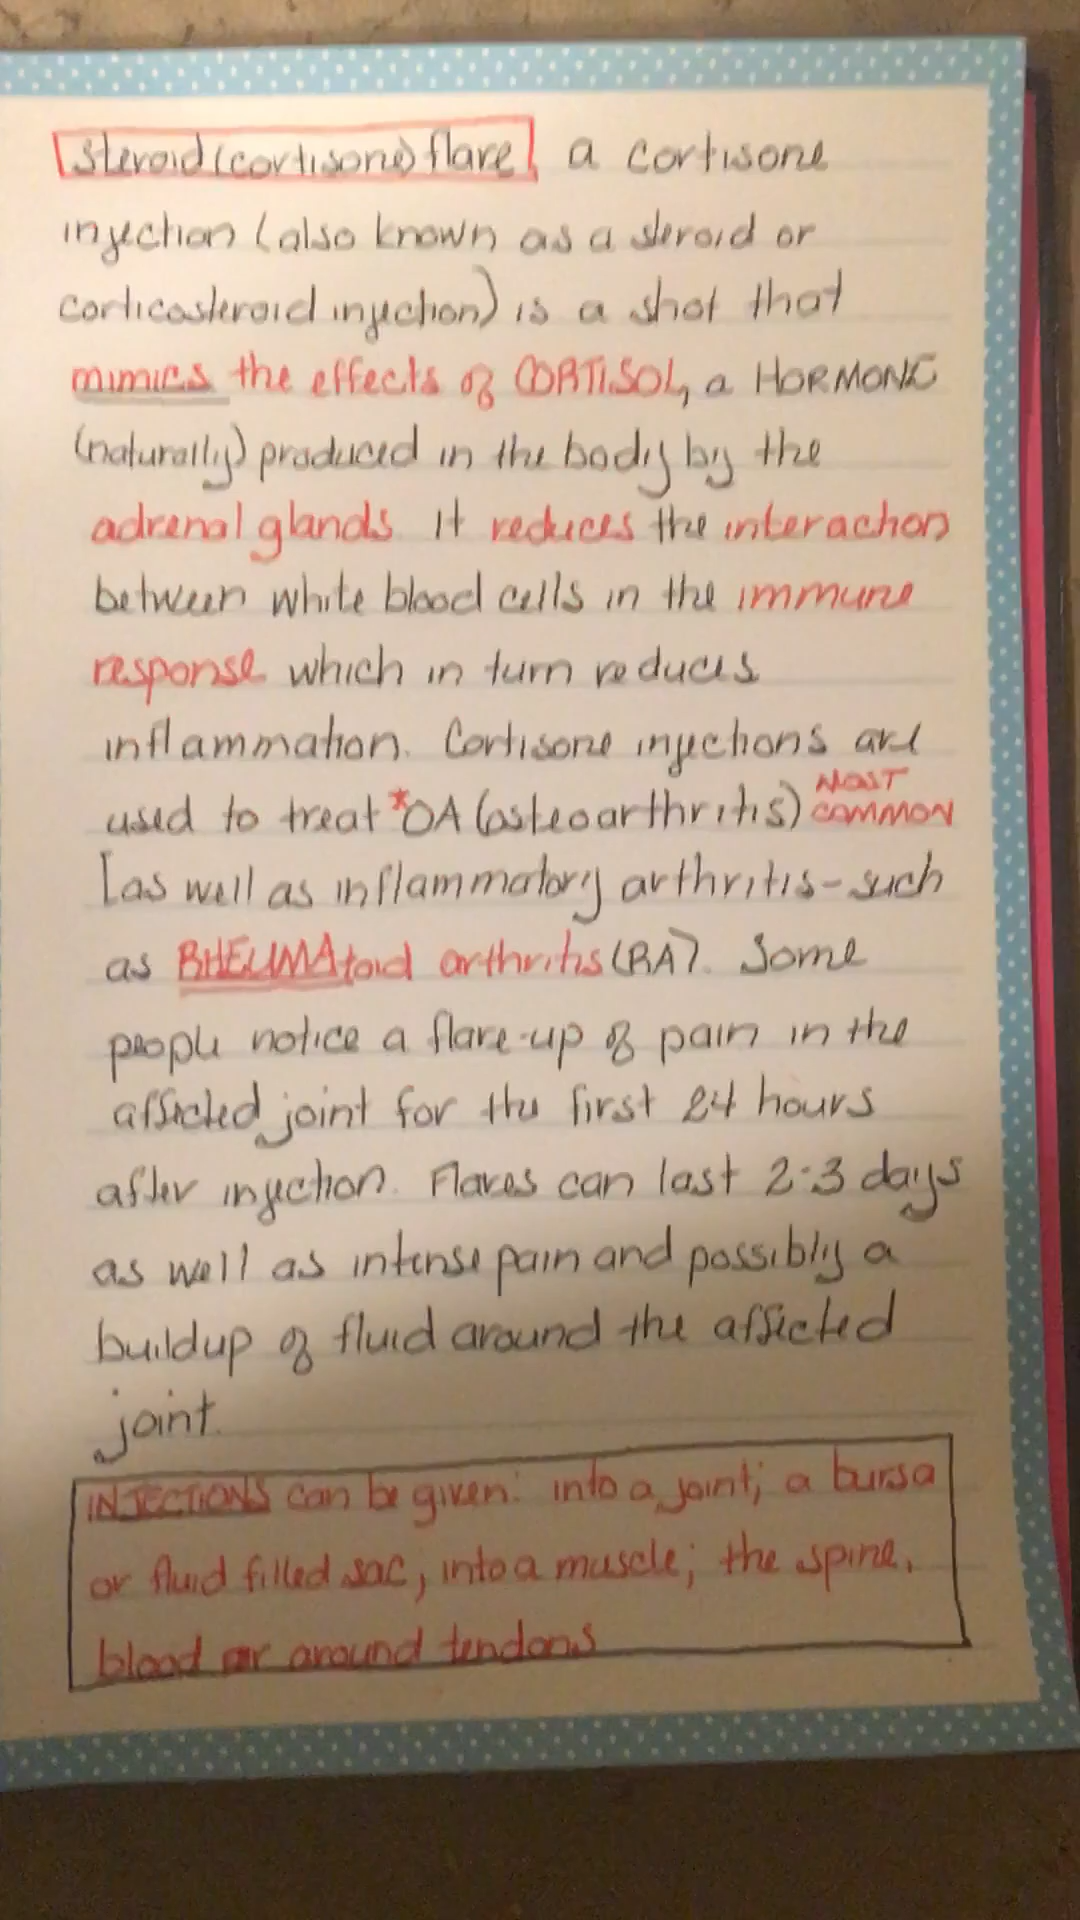 steroid (cortisone) flare, a cortisone
injection (also known as a steroid or
corticosteroid injection) is a shot that
mimics the effects of CORTISOL, a HORMONE
(naturally) produced in the body by the
adrenal glands. It reduces the interaction
between white blood cells in the immune
response which in turn reduces
inflammation. Cortisone injections are
used to treat *OA (osteoarthritis) MOST COMMON
[as well as inflammatory arthritis - such
as RHEUMAtoid arthritis (RA]. Some
people notice a flare-up of pain in the
affected joint for the first 24 hours
after injection. Flares can last 2-3 days
as well as intense pain and possibly a
buildup of fluid around the affected
joint.
INJECTIONS can be given: into a joint; a bursa
or fluid filled sac, into a muscle; the spine,
blood or around tendons